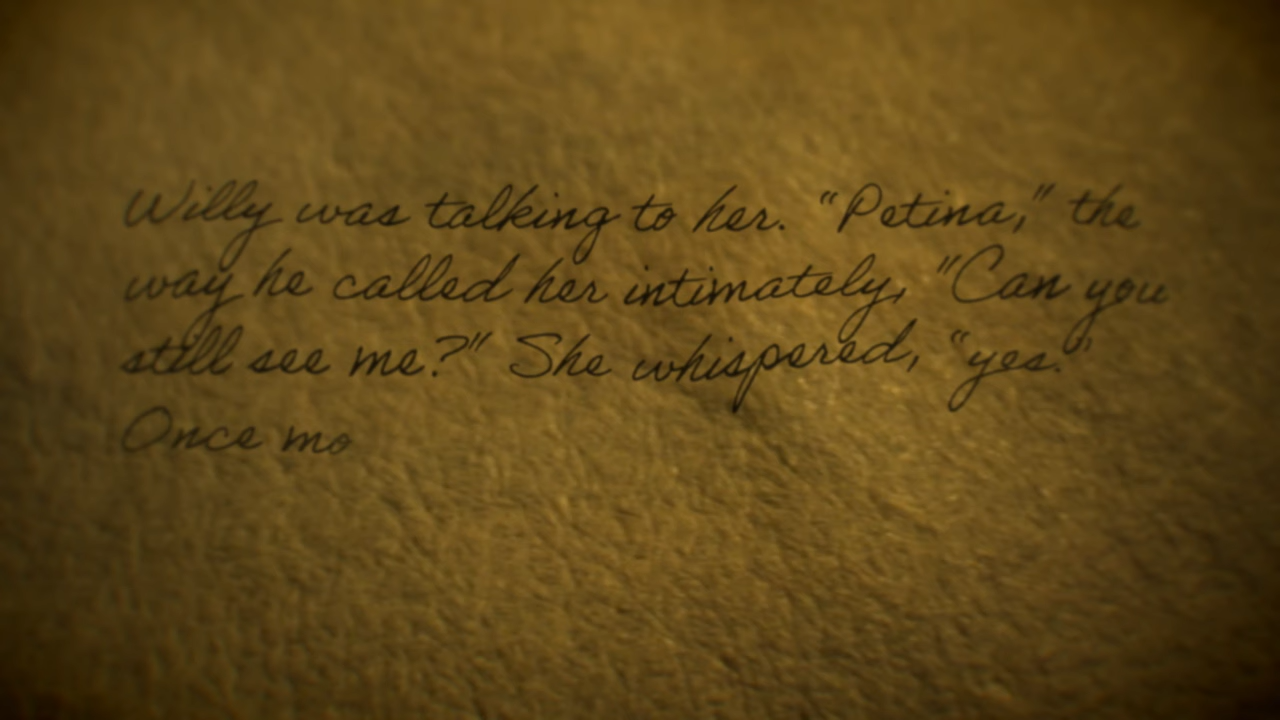 Willy was talking to her. "Petina," the
way he called her intimately, "Can you
still see me?" She whispered, "yes."
Once mo